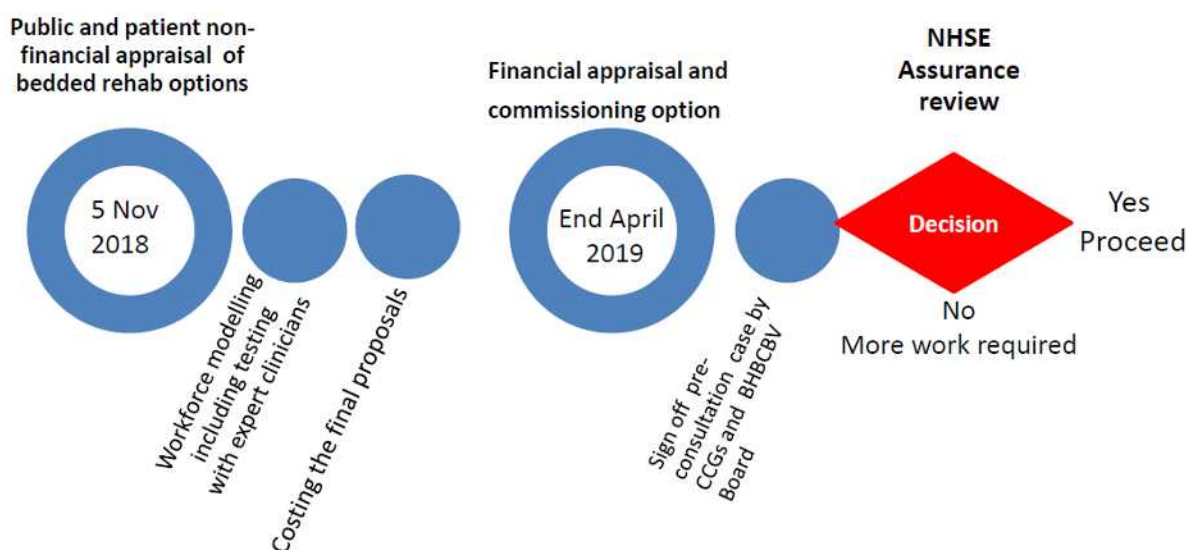 Public and patient non-
financial appraisal of
bedded rehab options
5 Nov
2018
Workforce modelling
including testing
with expert clinicians
Costing the final proposals
Financial appraisal and
commissioning option
End April
2019
Sign off pre-
consultation case by
CCGs and BHBCBV
Board
NHSE
Assurance
review
Decision
Yes
Proceed
No
More work required